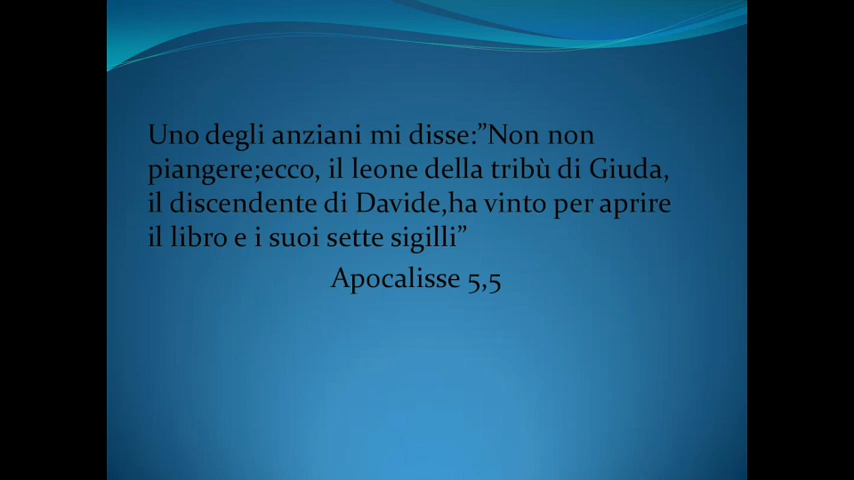 Uno degli anziani mi disse:”Non non
piangere;ecco, il leone della tribù di Giuda,
il discendente di Davide,ha vinto per aprire
il libro e i suoi sette sigilli”
Apocalisse 5,5